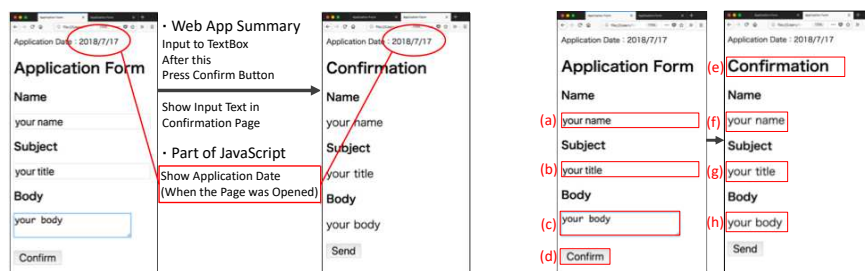 Application Date : 2018/7/17
Application Form
Name
your name
Subject
your title
Body
your body
Confirm
・Web App Summary
Input to TextBox
After this
Press Confirm Button
Show Input Text in
Confirmation Page
・Part of JavaScript
Show Application Date
(When the Page was Opened)
Application Date : 2018/7/17
Confirmation
Name
your name
Subject
your title
Body
your body
Send
Application Date : 2018/7/17
Application Form
Name
(a) your name
Subject
(b) your title
Body
(c) your body
(d) Confirm
Application Date : 2018/7/17
(e) Confirmation
Name
(f) your name
Subject
(g) your title
Body
(h) your body
Send